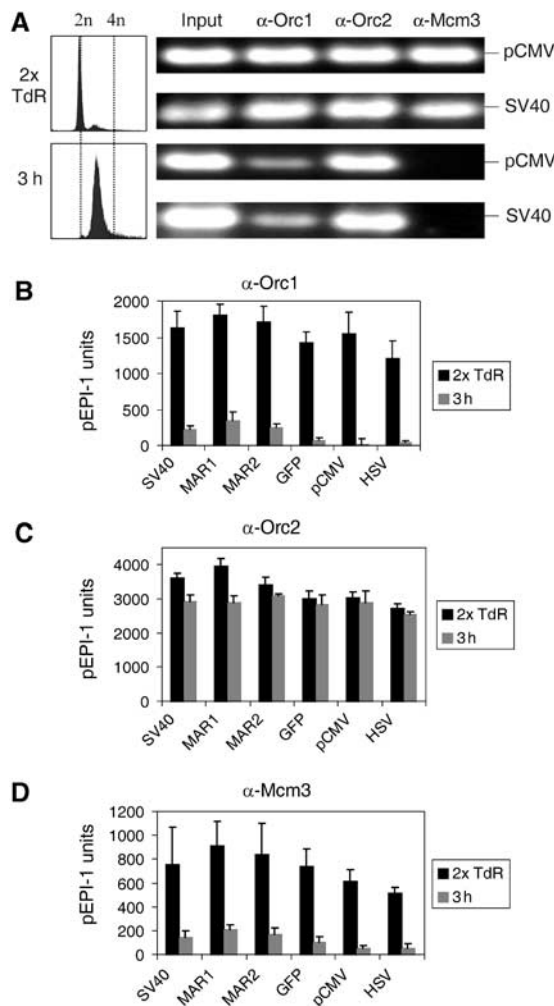 A
2n 4n
Input α-Orc1 α-Orc2 α-Mcm3
2x
TdR
pCMV
SV40
3 h
pCMV
SV40
B
α-Orc1
pEPI-1 units
2000
1500
1000
500
0
SV40 MAR1 MAR2 GFP pCMV HSV
2x TdR
3 h
C
α-Orc2
pEPI-1 units
4000
3000
2000
1000
0
SV40 MAR1 MAR2 GFP pCMV HSV
2x TdR
3 h
D
α-Mcm3
pEPI-1 units
1200
1000
800
600
400
200
0
SV40 MAR1 MAR2 GFP pCMV HSV
2x TdR
3 h